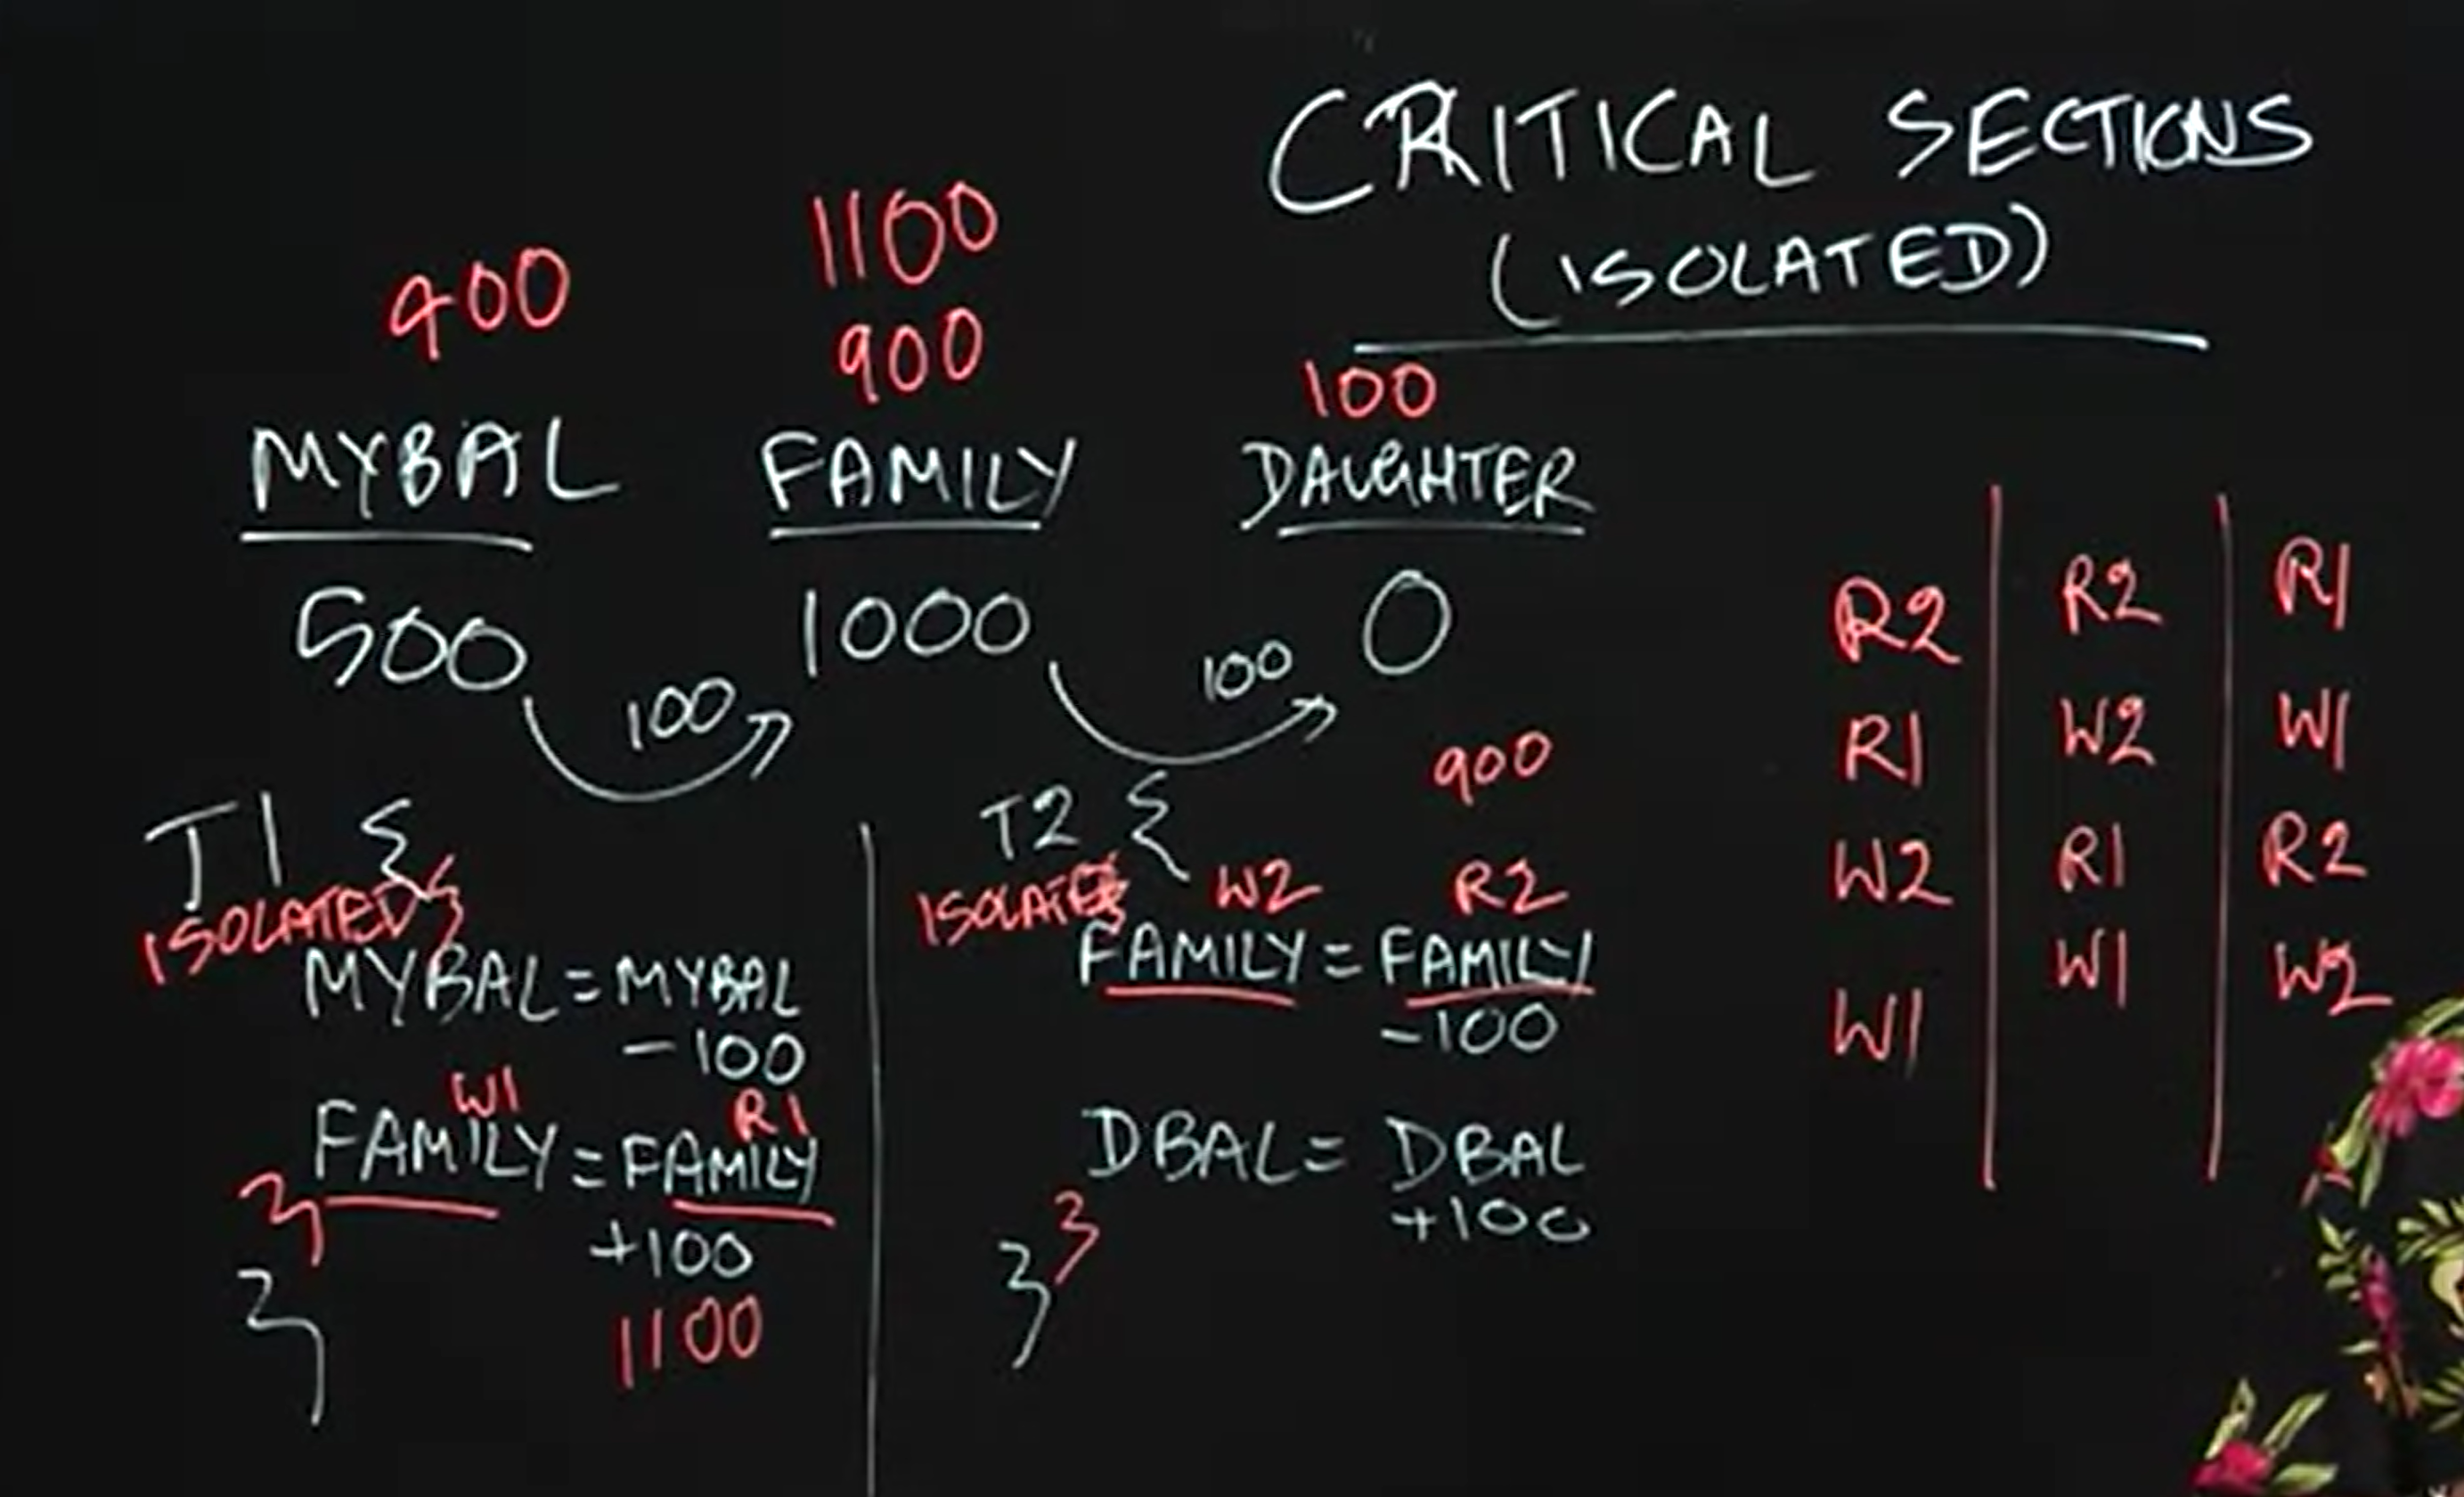 CRITICAL SECTIONS
(ISOLATED)
400 1100
900
100
MYBAL FAMILY DAUGHTER
500 1000 0
100 100
T1 {
ISOLATED {
MYBAL = MYBAL
- 100
W1 R1
FAMILY = FAMILY
+100
}
1100
}
T2 {
900
ISOLATED {
W2 R2
FAMILY = FAMILY
-100
DBAL = DBAL
+100
}
}
R2 R2 R1
R1 W2 W1
W2 R1 R2
W1 W1 W2